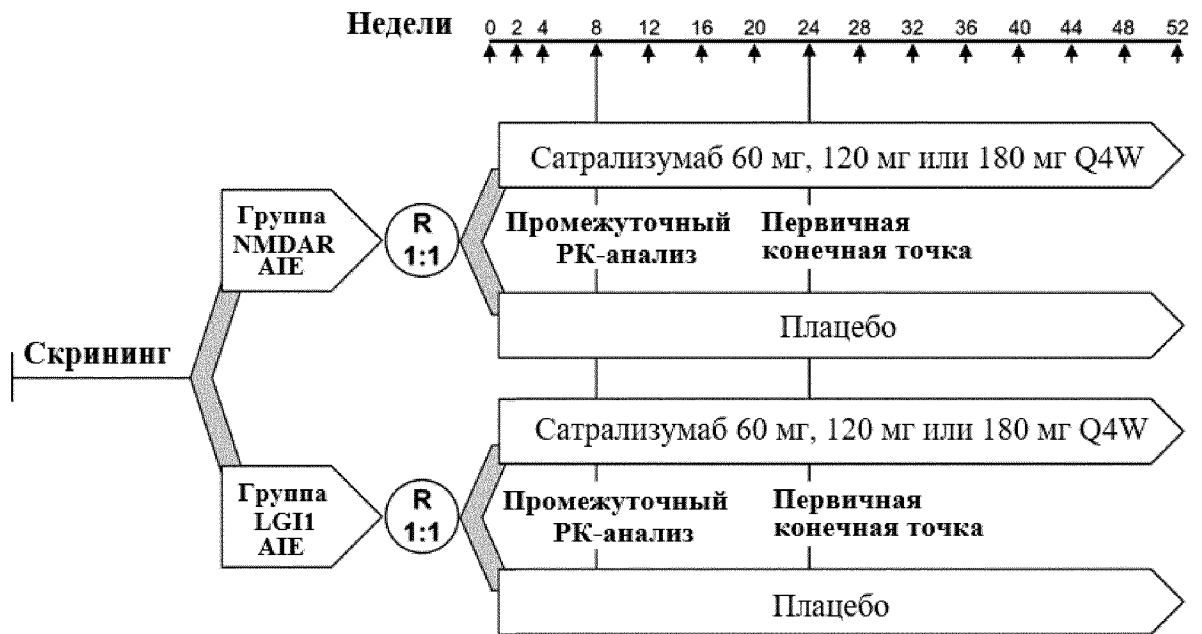 Недели 0 2 4 8 12 16 20 24 28 32 36 40 44 48 52
Сатрализумаб 60 мг, 120 мг или 180 мг Q4W
Группа
NMDAR
AIE
R
1:1
Промежуточный
РК-анализ
Первичная
конечная точка
Плацебо
Скрининг
Сатрализумаб 60 мг, 120 мг или 180 мг Q4W
Группа
LGI1
AIE
R
1:1
Промежуточный
РК-анализ
Первичная
конечная точка
Плацебо